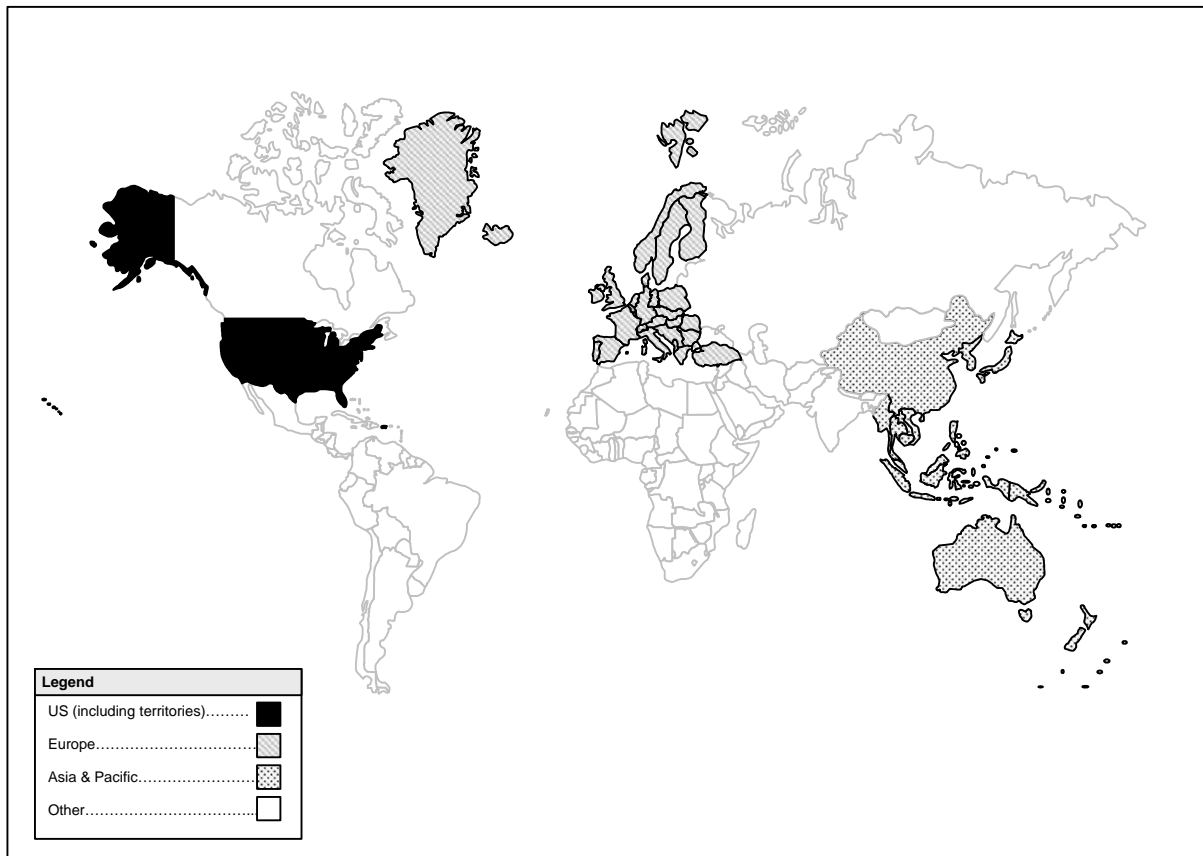 Legend
US (including territories)………
Europe……………………………
Asia & Pacific……………………
Other……………………………..